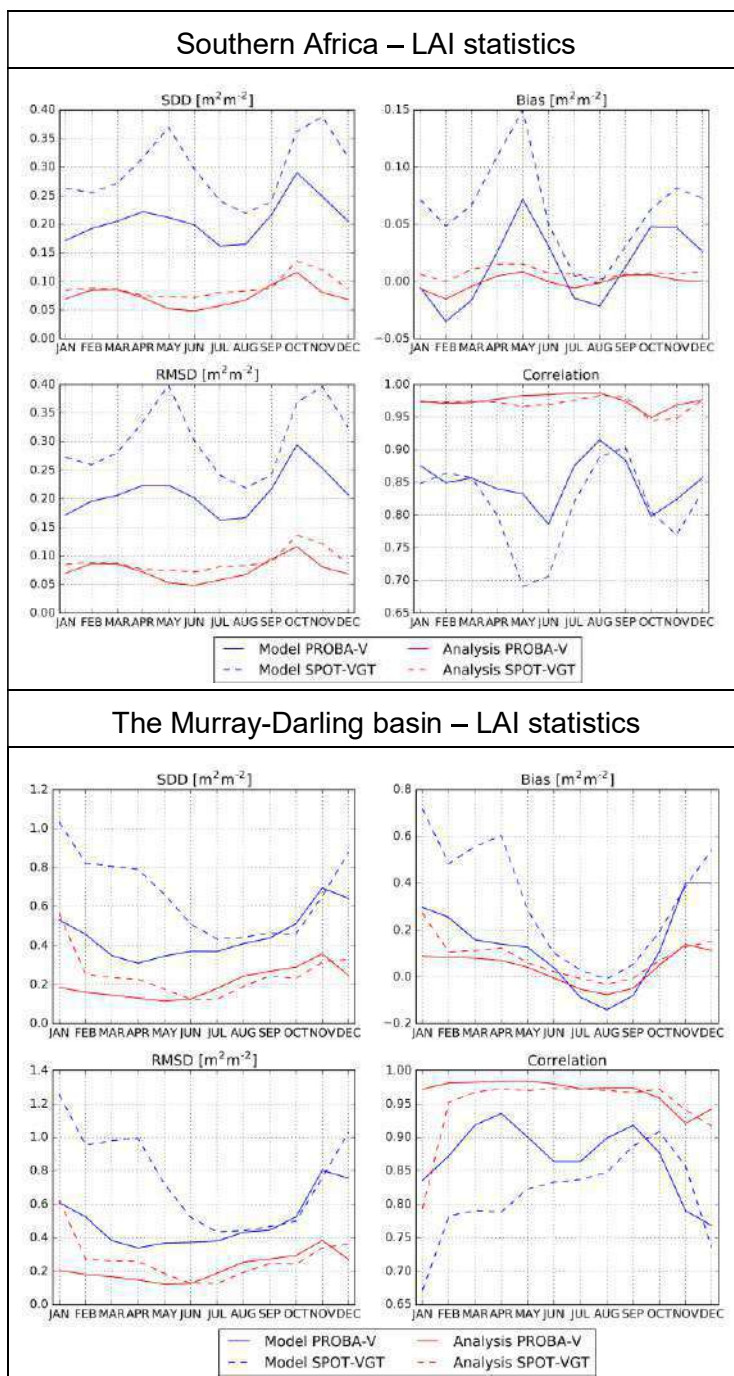 Southern Africa – LAI statistics
SDD [m²m⁻²]
Bias [m²m⁻²]
0.40
0.35
0.30
0.25
0.20
0.15
0.10
0.05
0.00
JAN FEB MAR APR MAY JUN JUL AUG SEP OCT NOV DEC
0.15
0.10
0.05
0.00
−0.05
JAN FEB MAR APR MAY JUN JUL AUG SEP OCT NOV DEC
RMSD [m²m⁻²]
Correlation
0.40
0.35
0.30
0.25
0.20
0.15
0.10
0.05
0.00
JAN FEB MAR APR MAY JUN JUL AUG SEP OCT NOV DEC
1.00
0.95
0.90
0.85
0.80
0.75
0.70
0.65
JAN FEB MAR APR MAY JUN JUL AUG SEP OCT NOV DEC
Model PROBA-V
Analysis PROBA-V
Model SPOT-VGT
Analysis SPOT-VGT
The Murray-Darling basin – LAI statistics
SDD [m²m⁻²]
Bias [m²m⁻²]
1.2
1.0
0.8
0.6
0.4
0.2
0.0
JAN FEB MAR APR MAY JUN JUL AUG SEP OCT NOV DEC
0.8
0.6
0.4
0.2
0.0
−0.2
JAN FEB MAR APR MAY JUN JUL AUG SEP OCT NOV DEC
RMSD [m²m⁻²]
Correlation
1.4
1.2
1.0
0.8
0.6
0.4
0.2
0.0
JAN FEB MAR APR MAY JUN JUL AUG SEP OCT NOV DEC
1.00
0.95
0.90
0.85
0.80
0.75
0.70
0.65
JAN FEB MAR APR MAY JUN JUL AUG SEP OCT NOV DEC
Model PROBA-V
Analysis PROBA-V
Model SPOT-VGT
Analysis SPOT-VGT